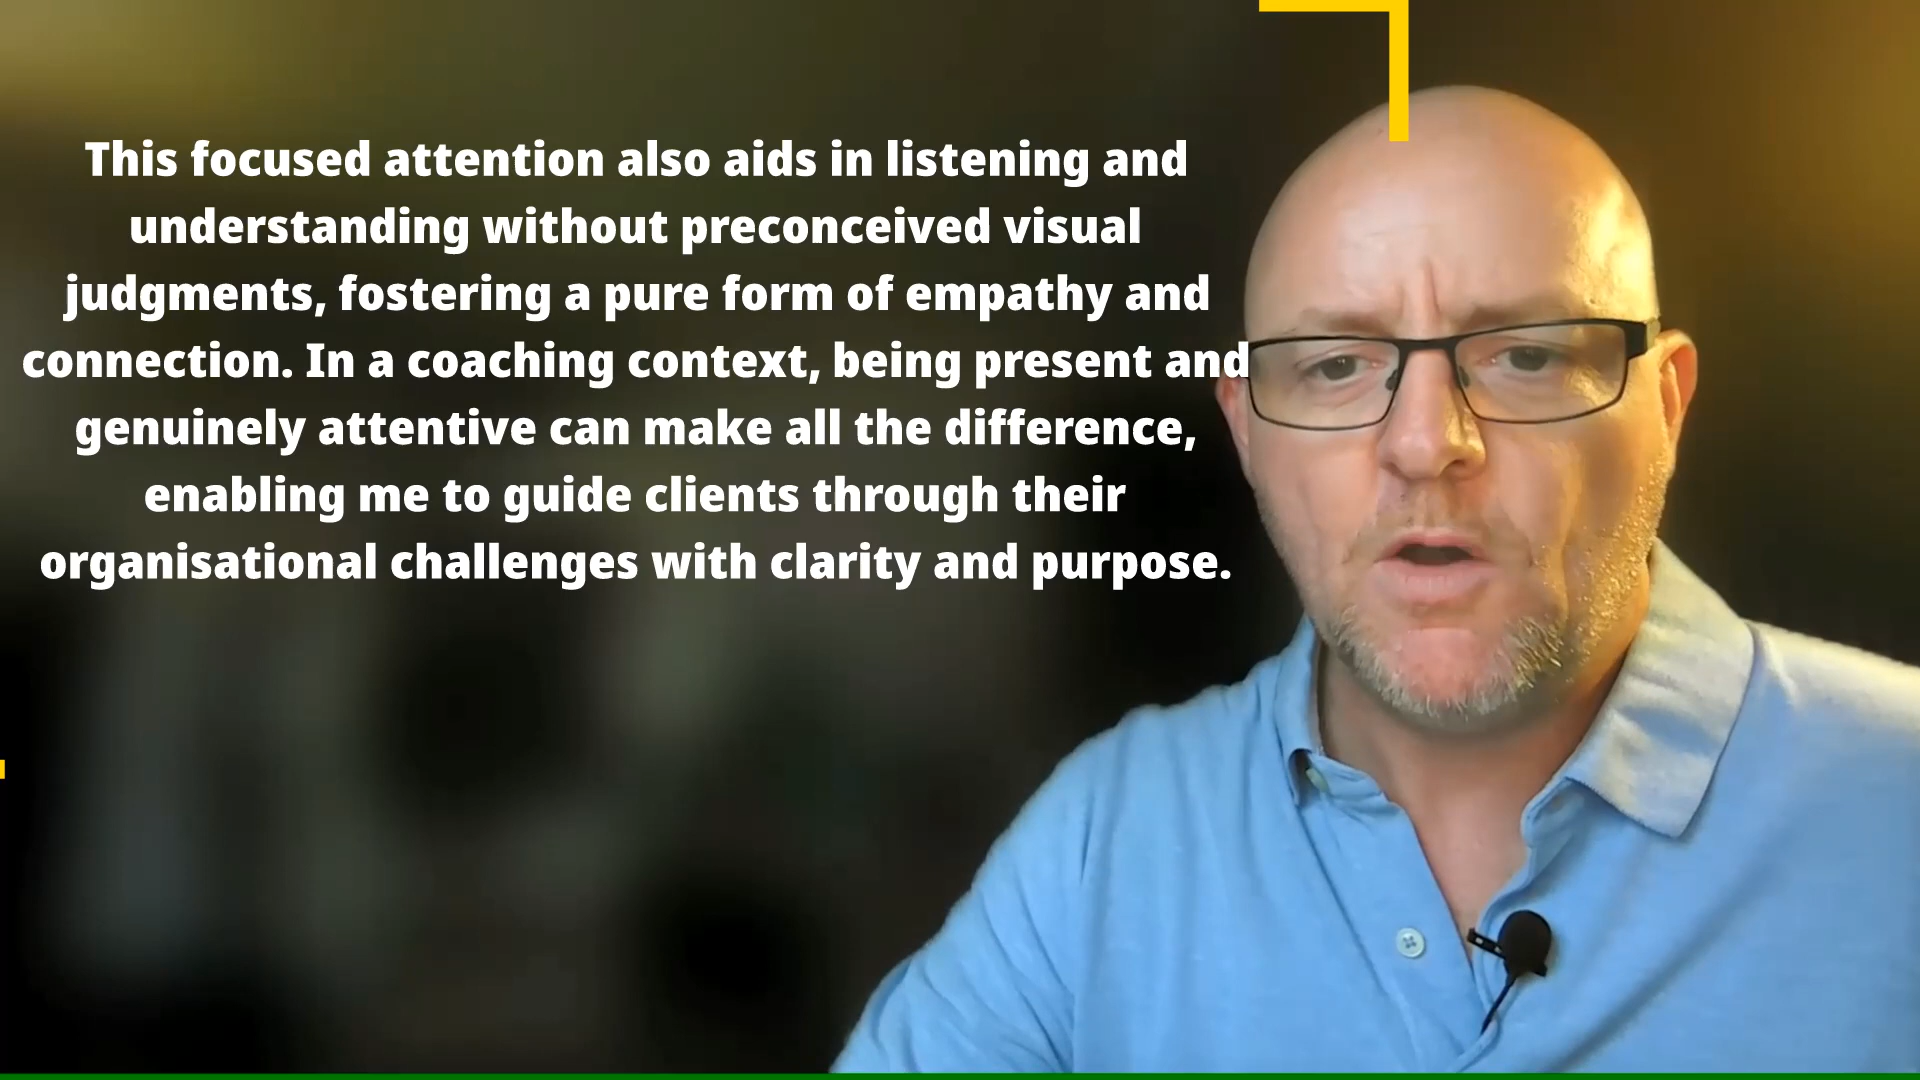 This focused attention also aids in listening and
understanding without preconceived visual
judgments, fostering a pure form of empathy and
connection. In a coaching context, being present and
genuinely attentive can make all the difference,
enabling me to guide clients through their
organisational challenges with clarity and purpose.